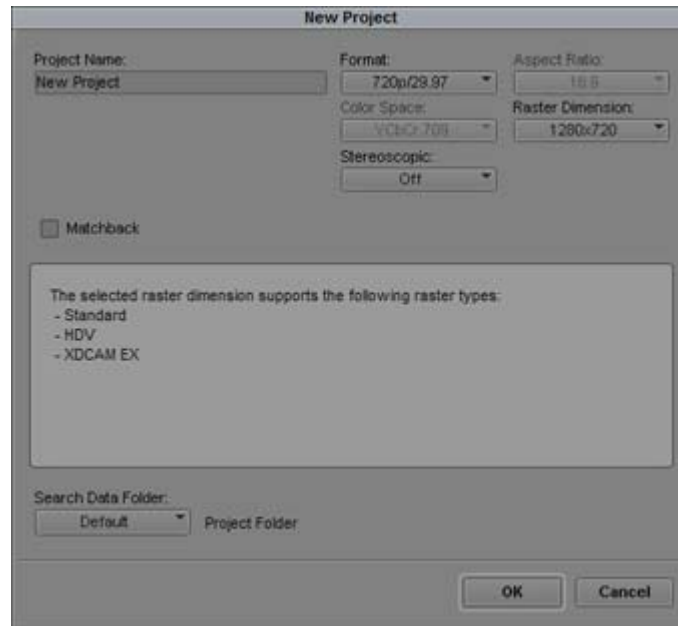 New Project
Project Name:
New Project
Format:
720p/29.97
Aspect Ratio:
16:9
Color Space:
YCbCr 709
Raster Dimension:
1280x720
Stereoscopic:
Off
Matchback
The selected raster dimension supports the following raster types:
- Standard
- HDV
- XDCAM EX
Search Data Folder:
Default
Project Folder
OK
Cancel